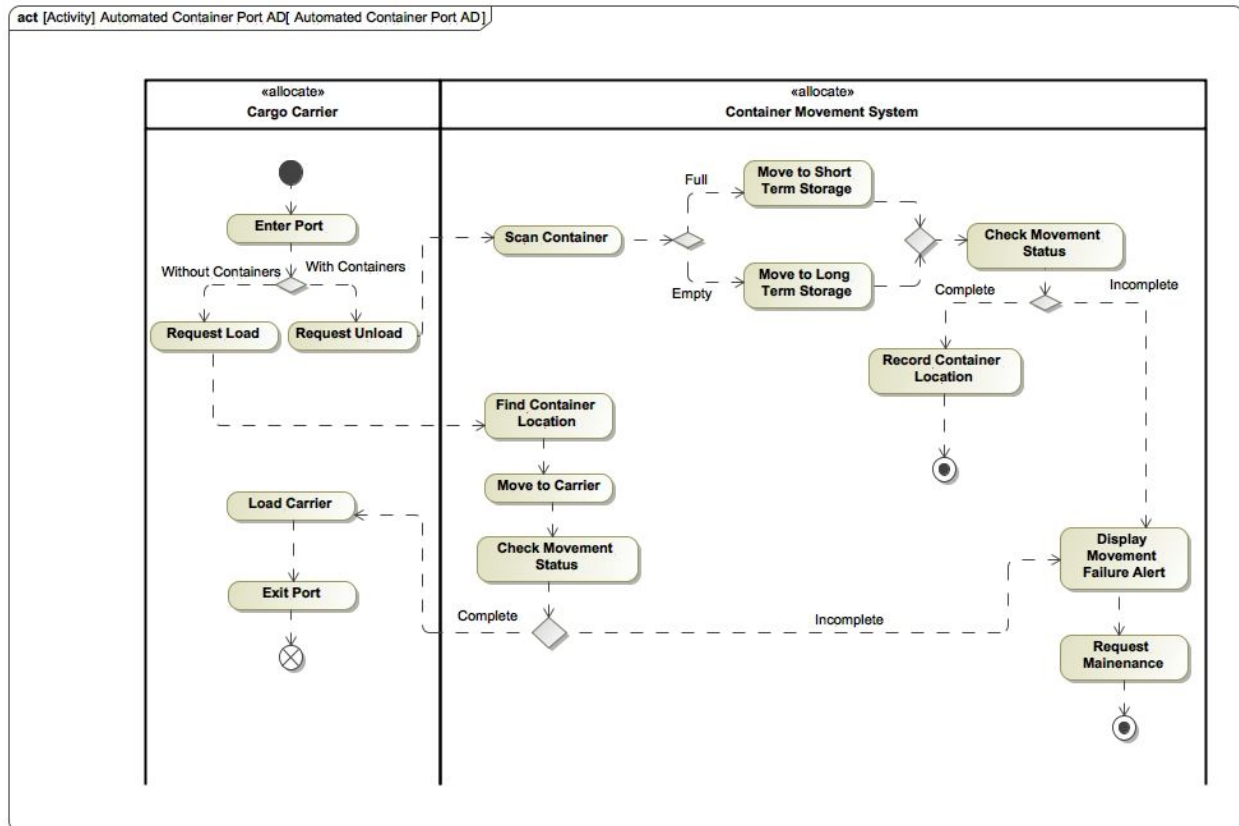 act [Activity] Automated Container Port AD[ Automated Container Port AD]
«allocate»
Cargo Carrier
«allocate»
Container Movement System
Enter Port
Without Containers
With Containers
Request Load
Request Unload
Scan Container
Full
Empty
Move to Short
Term Storage
Move to Long
Term Storage
Check Movement
Status
Complete
Incomplete
Record Container
Location
Find Container
Location
Move to Carrier
Check Movement
Status
Complete
Incomplete
Load Carrier
Exit Port
Display
Movement
Failure Alert
Request
Mainenance